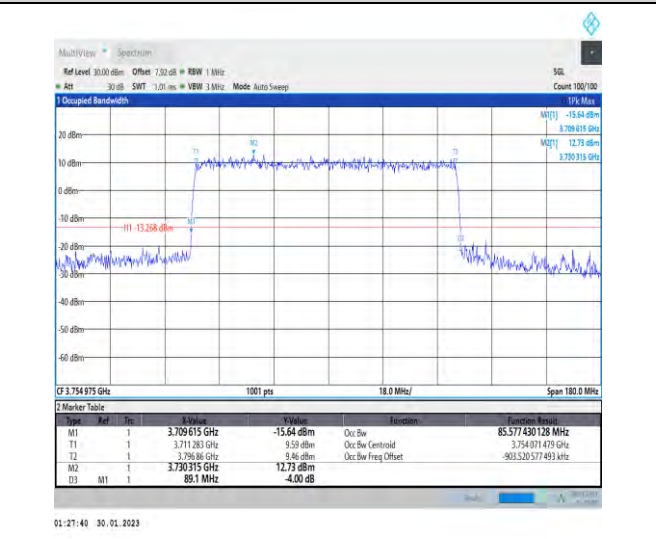 MultiView Spectrum
Ref Level 30.00 dBm Offset 7.92 dB RBW 1 MHz SGL
Att 30 dB SWT 1.01 ms VBW 3 MHz Mode Auto Sweep Count 100/100
1 Occupied Bandwidth 1Pk Max
M1[1] -15.64 dBm
3.709 615 GHz
20 dBm M2 M2[1] 12.73 dBm
T1 T2 3.730 315 GHz
10 dBm
0 dBm
-10 dBm
H1 -13.268 dBm M1
-20 dBm D3
-30 dBm
-40 dBm
-50 dBm
-60 dBm
CF 3.754 975 GHz 1001 pts 18.0 MHz/ Span 180.0 MHz
2 Marker Table
Type Ref Trc X-Value Y-Value Function Function Result
M1 1 3.709 615 GHz -15.64 dBm Occ Bw 85.577 430 128 MHz
T1 1 3.711 283 GHz 9.59 dBm Occ Bw Centroid 3.754 071 479 GHz
T2 1 3.796 86 GHz 9.46 dBm Occ Bw Freq Offset -903.520 577 493 kHz
M2 1 3.730 315 GHz 12.73 dBm
D3 M1 1 89.1 MHz -4.00 dB
01:27:40 30.01.2023